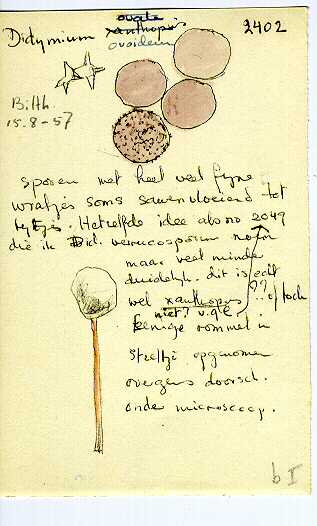 ovale
Didymium xanthopus 2402
ovoideum
Bilth
15.8-57
sporen met heel veel fijne
wratjes soms samenvloeiend tot
rytjes. Hetzelfde idee als no 2049
die ik Did. verrucosporum noem
maar veel minder
duidelijk. dit is echt
wel xanthopus ?? of toch
niet? v.g.l.
Eenige rommel in
steeltje opgenomen
overigens doorsch.
onder microscoop.
b I